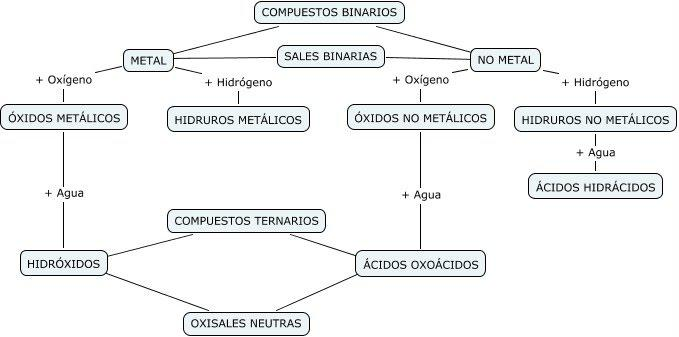 COMPUESTOS BINARIOS
METAL
SALES BINARIAS
NO METAL
+ Oxígeno
+ Hidrógeno
+ Oxígeno
+ Hidrógeno
ÓXIDOS METÁLICOS
HIDRUROS METÁLICOS
ÓXIDOS NO METÁLICOS
HIDRUROS NO METÁLICOS
+ Agua
ÁCIDOS HIDRÁCIDOS
+ Agua
+ Agua
COMPUESTOS TERNARIOS
HIDRÓXIDOS
ÁCIDOS OXOÁCIDOS
OXISALES NEUTRAS